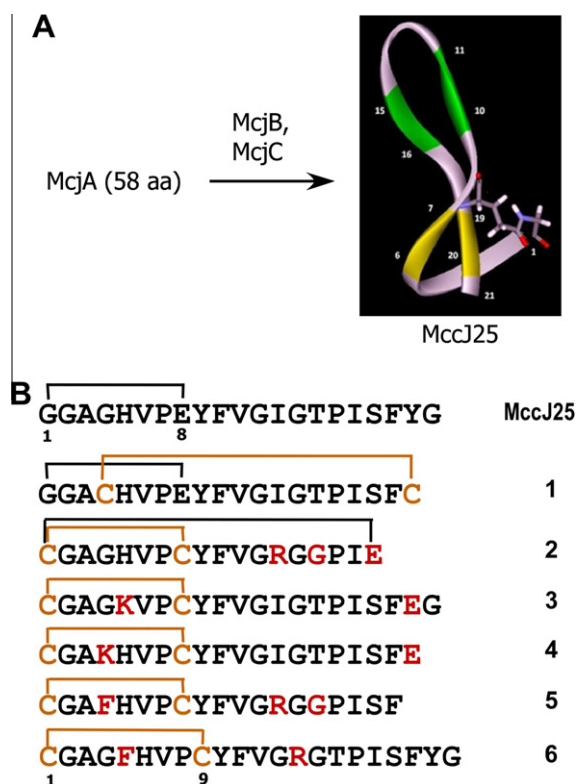 A
McjB,
McjC
McjA (58 aa)
11
15
10
16
7
19
6
20
1
21
MccJ25
B
GGAGHVPEYFVGIGTPISFYG MccJ25
1 8
GGACHVPEYFVGIGTPISFC 1
CGAGHVPCYFVGRGGPIE 2
CGAGKVPCYFVGIGTPISFEG 3
CGAKHVPCYFVGIGTPISFE 4
CGAFHVPCYFVGRGGPISF 5
CGAGFHVPCYFVGRGTPISFYG 6
1 9